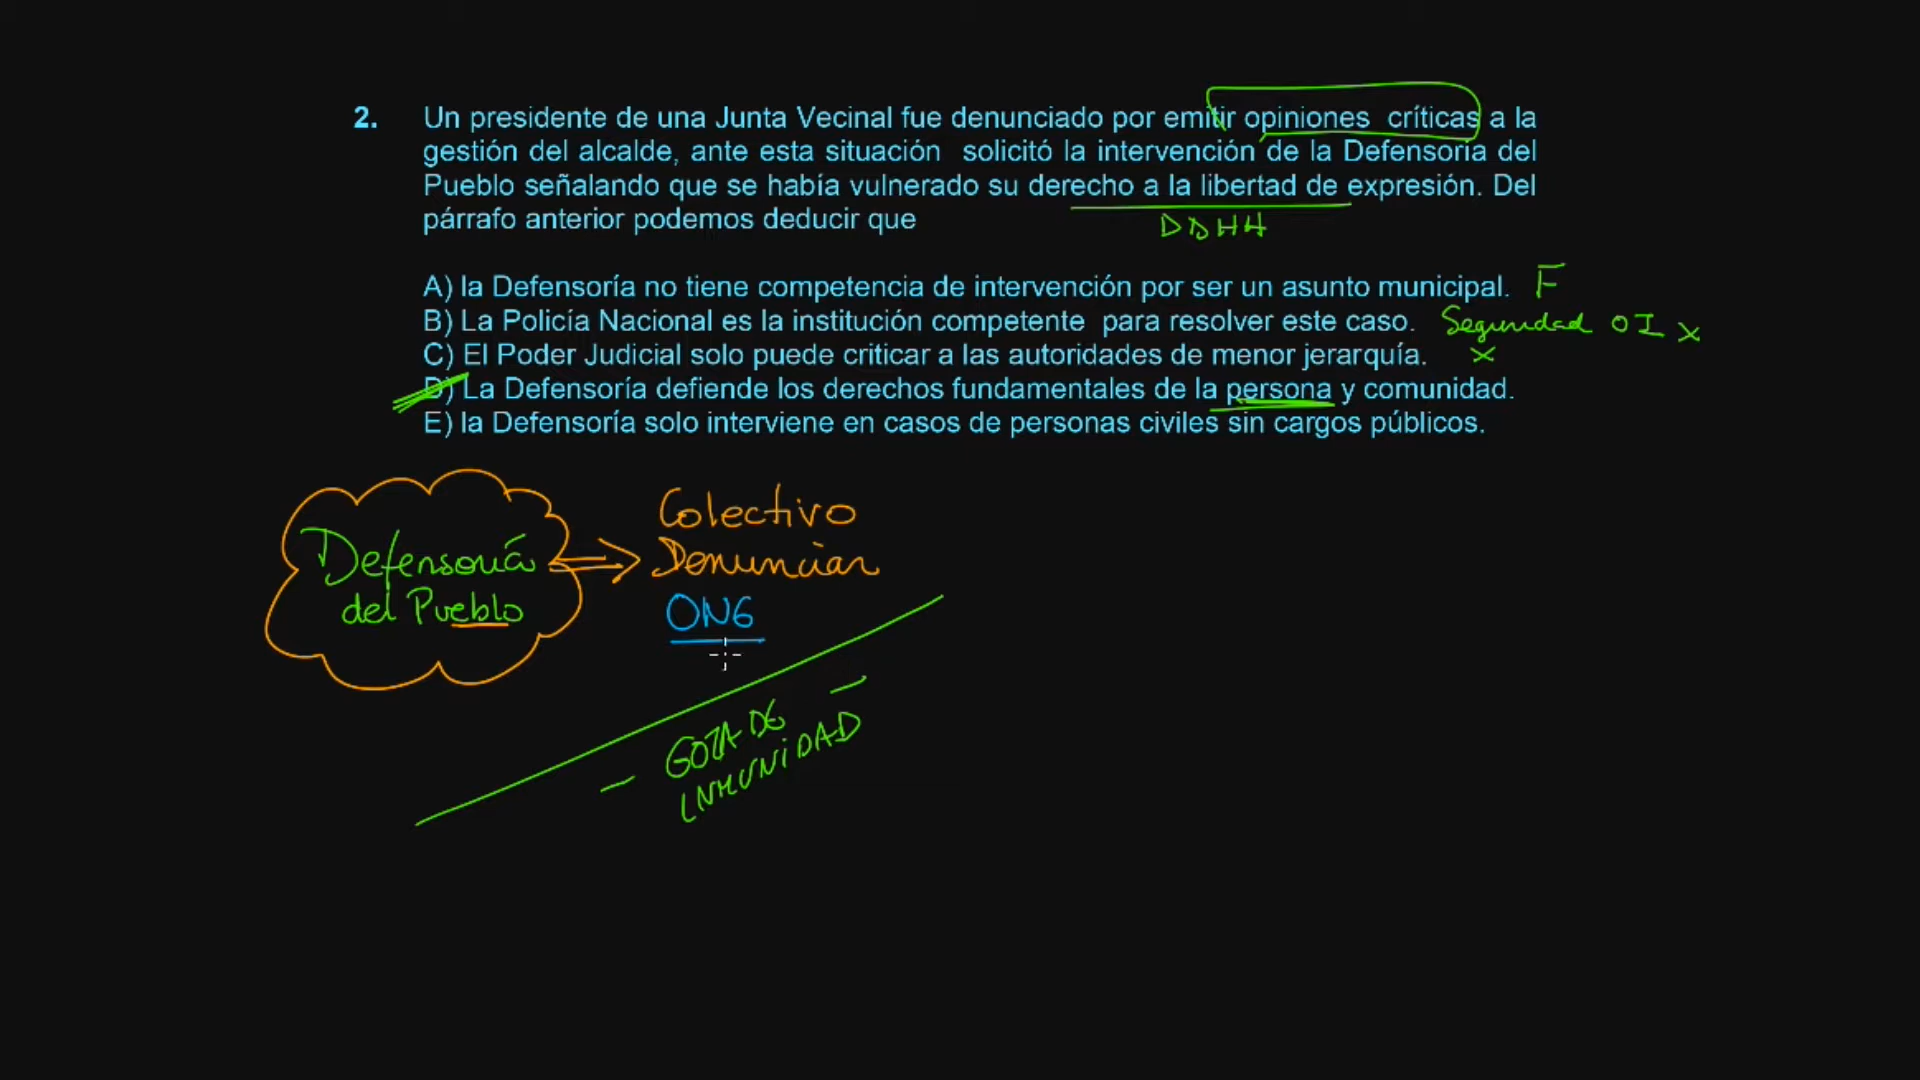 2. Un presidente de una Junta Vecinal fue denunciado por emitir opiniones críticas a la
gestión del alcalde, ante esta situación solicitó la intervención de la Defensoría del
Pueblo señalando que se había vulnerado su derecho a la libertad de expresión. Del
párrafo anterior podemos deducir que
DDHH
A) la Defensoría no tiene competencia de intervención por ser un asunto municipal. F
B) La Policía Nacional es la institución competente para resolver este caso. Seguridad OI x
C) El Poder Judicial solo puede criticar a las autoridades de menor jerarquía. x
D) La Defensoría defiende los derechos fundamentales de la persona y comunidad.
E) la Defensoría solo interviene en casos de personas civiles sin cargos públicos.
Defensoría
del Pueblo
Colectivo
Denunciar
ONG
- GOZA DE -
INMUNIDAD